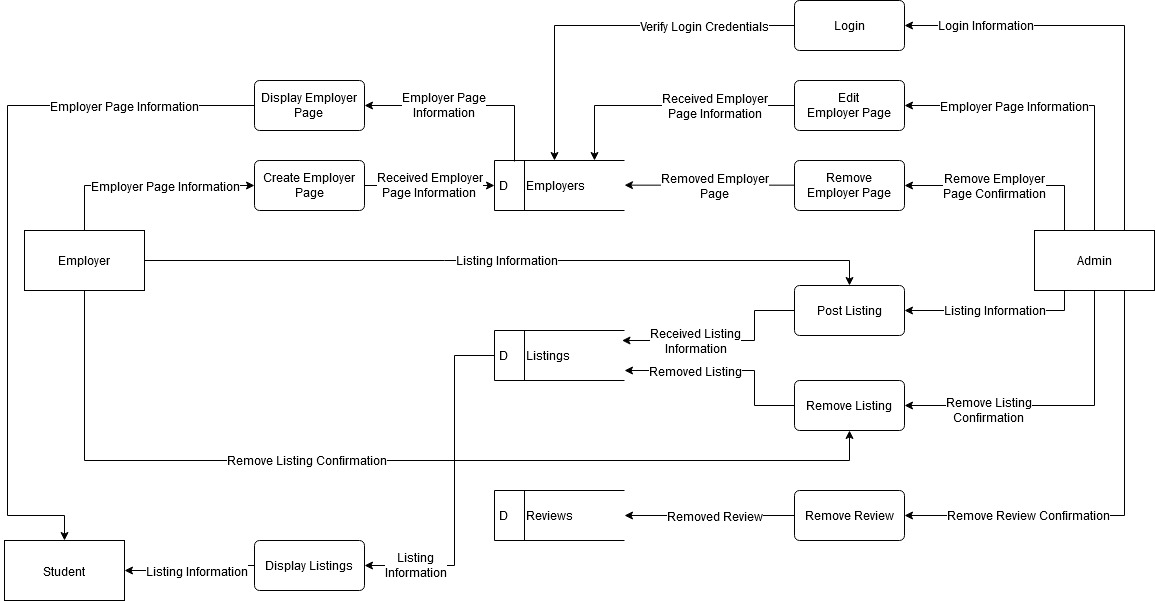 Login
Verify Login Credentials
Login Information
Display Employer
Page
Employer Page
Information
Employer Page Information
Received Employer
Page Information
Edit
Employer Page
Employer Page Information
Employer Page Information
Create Employer
Page
Received Employer
Page Information
D
Employers
Removed Employer
Page
Remove
Employer Page
Remove Employer
Page Confirmation
Employer
Listing Information
Admin
Post Listing
Listing Information
D
Listings
Received Listing
Information
Removed Listing
Remove Listing
Remove Listing
Confirmation
Remove Listing Confirmation
D
Reviews
Removed Review
Remove Review
Remove Review Confirmation
Student
Listing Information
Display Listings
Listing
Information